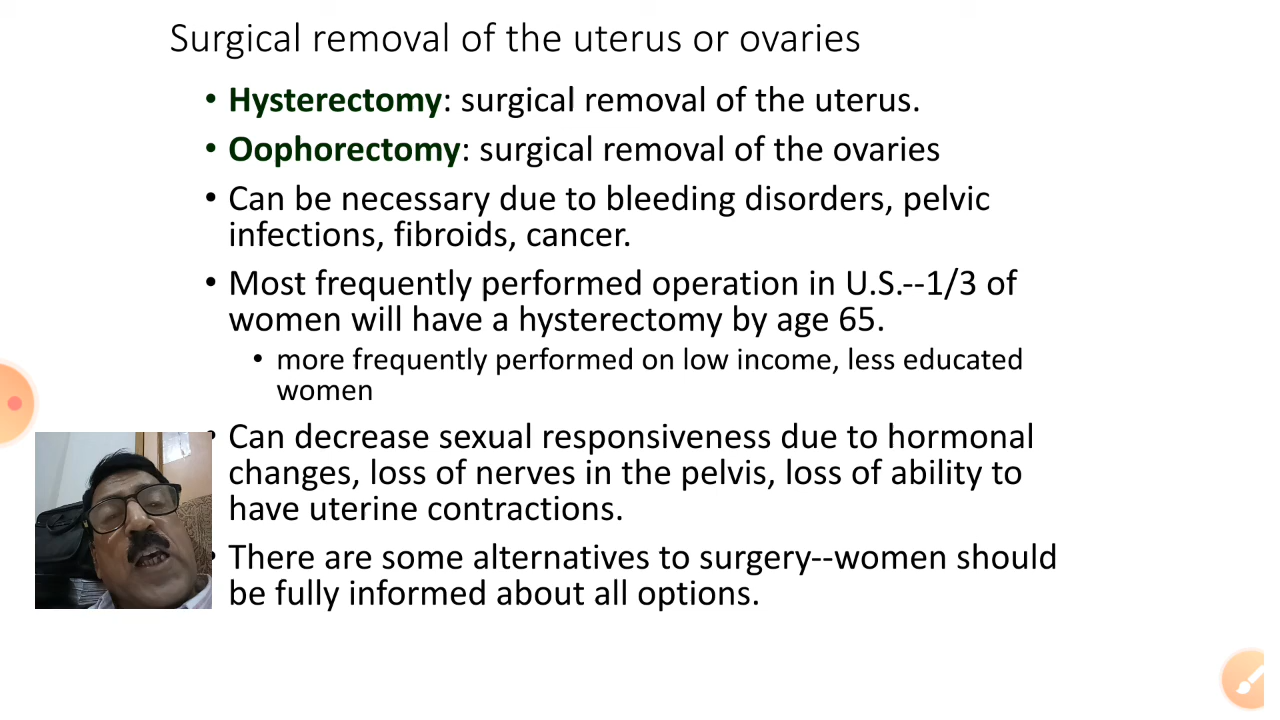 Surgical removal of the uterus or ovaries
• Hysterectomy: surgical removal of the uterus.
• Oophorectomy: surgical removal of the ovaries
• Can be necessary due to bleeding disorders, pelvic
infections, fibroids, cancer.
• Most frequently performed operation in U.S.--1/3 of
women will have a hysterectomy by age 65.
• more frequently performed on low income, less educated
women
• Can decrease sexual responsiveness due to hormonal
changes, loss of nerves in the pelvis, loss of ability to
have uterine contractions.
• There are some alternatives to surgery--women should
be fully informed about all options.